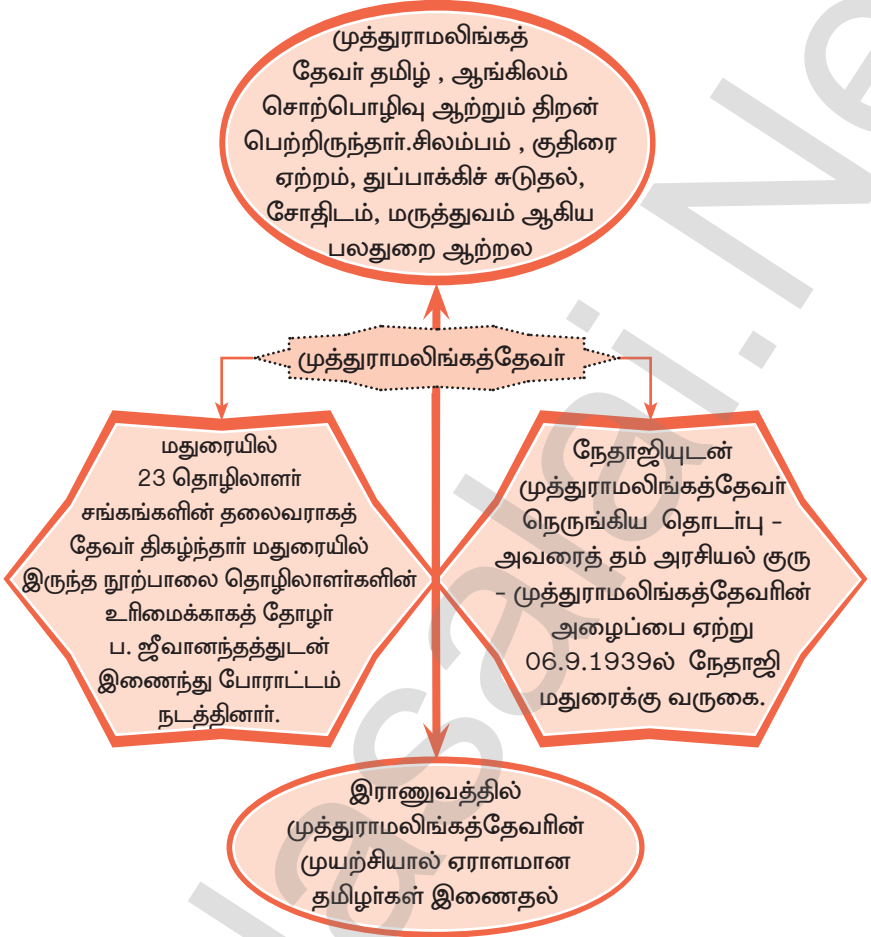 முத்துராமலிங்கத்
தேவர் தமிழ் , ஆங்கிலம்
சொற்பொழிவு ஆற்றும் திறன்
பெற்றிருந்தார்.சிலம்பம் , குதிரை
ஏற்றம், துப்பாக்கிச் சுடுதல்,
சோதிடம், மருத்துவம் ஆகிய
பலதுறை ஆற்றல
முத்துராமலிங்கத்தேவர்
மதுரையில்
23 தொழிலாளர்
சங்கங்களின் தலைவராகத்
தேவர் திகழ்ந்தார் மதுரையில்
இருந்த நூற்பாலை தொழிலாளர்களின்
உரிமைக்காகத் தோழர்
ப. ஜீவானந்தத்துடன்
இணைந்து போராட்டம்
நடத்தினார்.
நேதாஜியுடன்
முத்துராமலிங்கத்தேவர்
நெருங்கிய தொடர்பு -
அவரைத் தம் அரசியல் குரு
- முத்துராமலிங்கத்தேவரின்
அழைப்பை ஏற்று
06.9.1939ல் நேதாஜி
மதுரைக்கு வருகை.
இராணுவத்தில்
முத்துராமலிங்கத்தேவரின்
முயற்சியால் ஏராளமான
தமிழர்கள் இணைதல்
lasalai.Ne